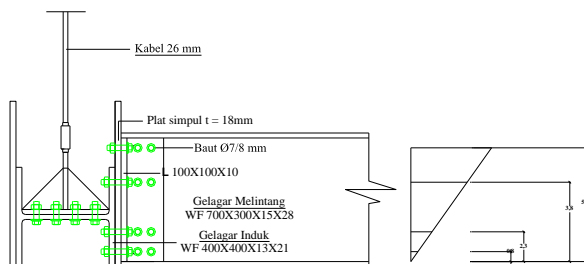 Kabel 26 mm
Plat simpul t = 18mm
Baut Ø7/8 mm
L 100X100X10
Gelagar Melintang
WF 700X300X15X28
Gelagar Induk
WF 400X400X13X21
3,8
2,3